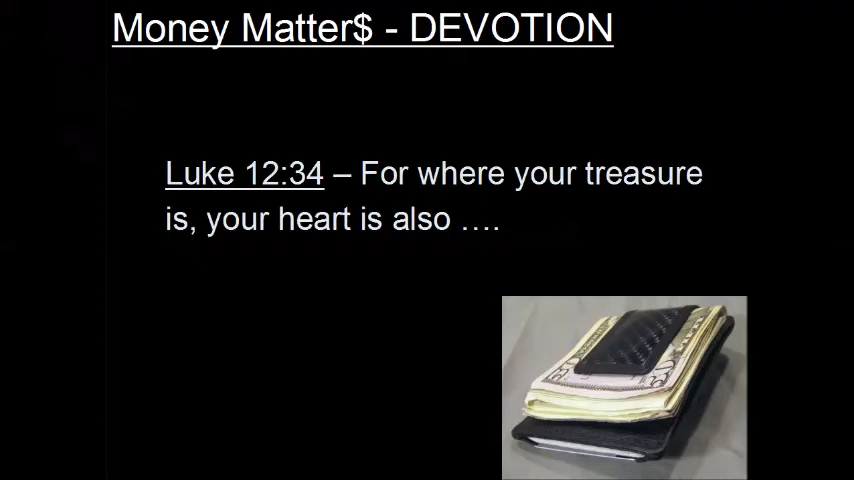 Money Matter$ - DEVOTION
Luke 12:34 – For where your treasure
is, your heart is also ….